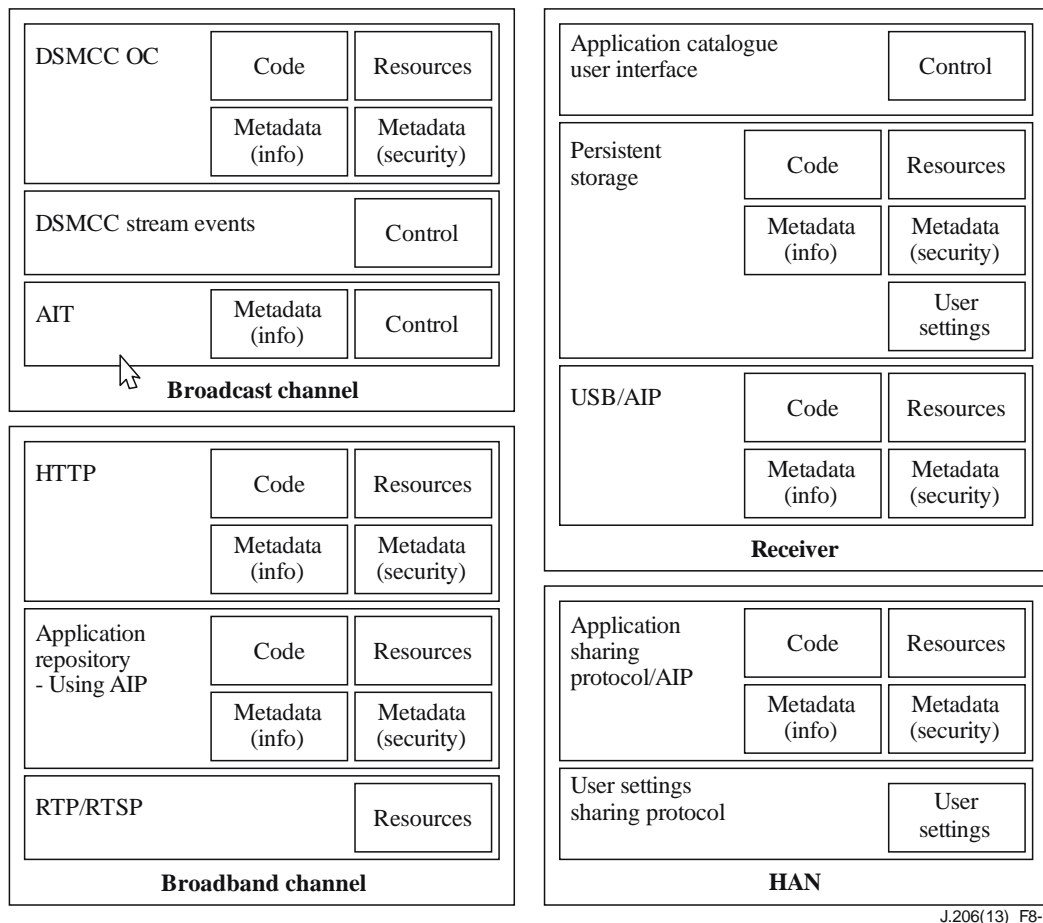 DSMCC OC
Code
Resources
Metadata
(info)
Metadata
(security)
DSMCC stream events
Control
AIT
Metadata
(info)
Control
Broadcast channel
HTTP
Code
Resources
Metadata
(info)
Metadata
(security)
Application
repository
- Using AIP
Code
Resources
Metadata
(info)
Metadata
(security)
RTP/RTSP
Resources
Broadband channel
Application catalogue
user interface
Control
Persistent
storage
Code
Resources
Metadata
(info)
Metadata
(security)
User
settings
USB/AIP
Code
Resources
Metadata
(info)
Metadata
(security)
Receiver
Application
sharing
protocol/AIP
Code
Resources
Metadata
(info)
Metadata
(security)
User settings
sharing protocol
User
settings
HAN
J.206(13)_F8-